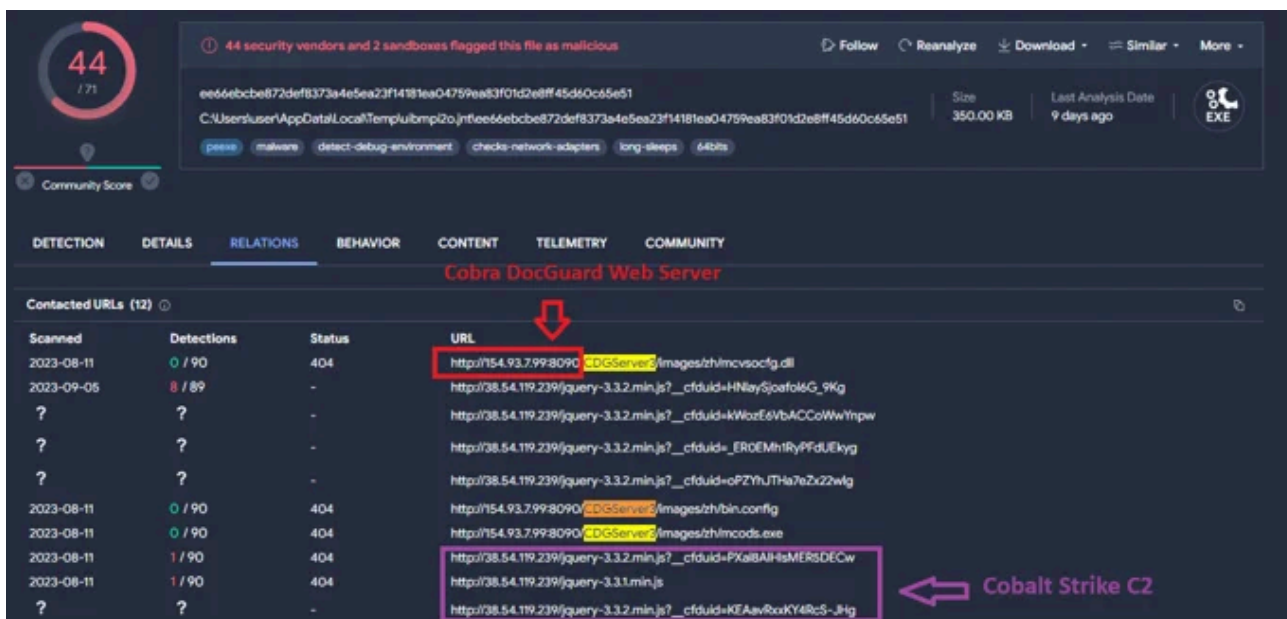 44
/ 71
Community Score
44 security vendors and 2 sandboxes flagged this file as malicious
Follow Reanalyze Download Similar More
ee66ebcbe872def8373a4e5ea23f14181ea04759ea83f01d2e8ff45d60c65e51
C:\Users\user\AppData\Local\Temp\uibmpl2o.jnt\ee66ebcbe872def8373a4e5ea23f14181ea04759ea83f01d2e8ff45d60c65e51
Size
350.00 KB
Last Analysis Date
9 days ago
EXE
peexe malware detect-debug-environment checks-network-adapters long-sleeps 64bits
DETECTION DETAILS RELATIONS BEHAVIOR CONTENT TELEMETRY COMMUNITY
Cobra DocGuard Web Server
Contacted URLs (12)
Scanned Detections Status URL
2023-08-11 0 / 90 404 http://154.93.7.99:8090/CDGServer3/images/zh/mcvsocfg.dll
2023-09-05 8 / 89 - http://38.54.119.239/jquery-3.3.2.min.js?__cfduid=HNlaySjoafol6G_9Kg
? ? - http://38.54.119.239/jquery-3.3.2.min.js?__cfduid=kWozE6VbACCoWwYnpw
? ? - http://38.54.119.239/jquery-3.3.2.min.js?__cfduid=_ER0EMh1RyPFdUEkyg
? ? - http://38.54.119.239/jquery-3.3.2.min.js?__cfduid=oPZYhJTHa7eZx22wlg
2023-08-11 0 / 90 404 http://154.93.7.99:8090/CDGServer3/images/zh/bin.config
2023-08-11 0 / 90 404 http://154.93.7.99:8090/CDGServer3/images/zh/mcods.exe
2023-08-11 1 / 90 404 http://38.54.119.239/jquery-3.3.2.min.js?__cfduid=PXal8AIHIsMER5DECw
2023-08-11 1 / 90 404 http://38.54.119.239/jquery-3.3.1.min.js
? ? - http://38.54.119.239/jquery-3.3.2.min.js?__cfduid=KEAavRxxKY4RcS-JHg
Cobalt Strike C2